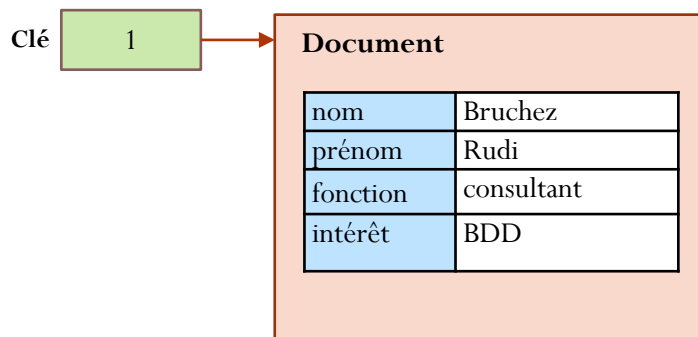 Clé 1 Document
nom Bruchez
prénom Rudi
fonction consultant
intérêt BDD